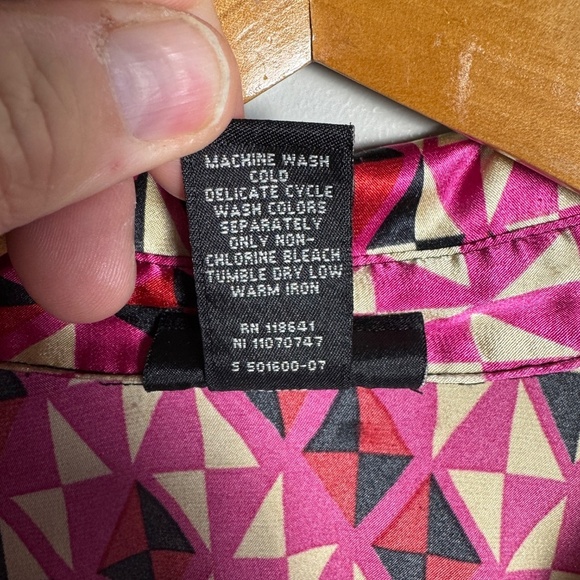 MACHINE WASH
COLD
DELICATE CYCLE
WASH COLORS
SEPARATELY
ONLY NON-
CHLORINE BLEACH
TUMBLE DRY LOW
WARM IRON
RN 118641
NI 11070747
S 501600-07